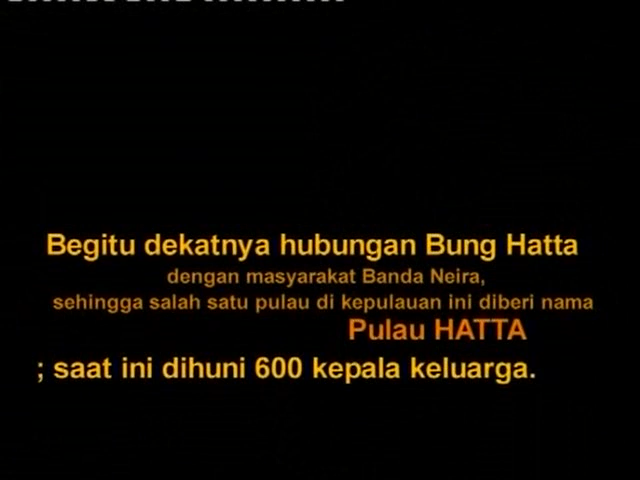 Begitu dekatnya hubungan Bung Hatta
dengan masyarakat Banda Neira,
sehingga salah satu pulau di kepulauan ini diberi nama
Pulau HATTA
; saat ini dihuni 600 kepala keluarga.